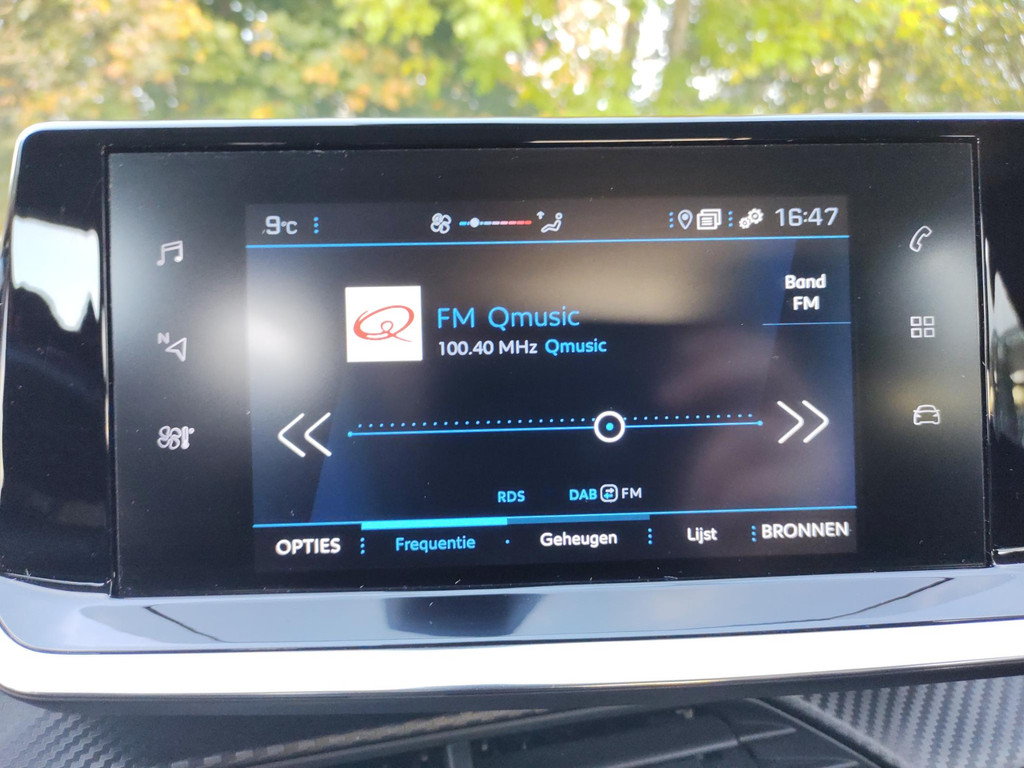 9°C
16:47
N
Band
FM
Q
FM Qmusic
100.40 MHz Qmusic
RDS DAB FM
OPTIES Frequentie Geheugen Lijst BRONNEN